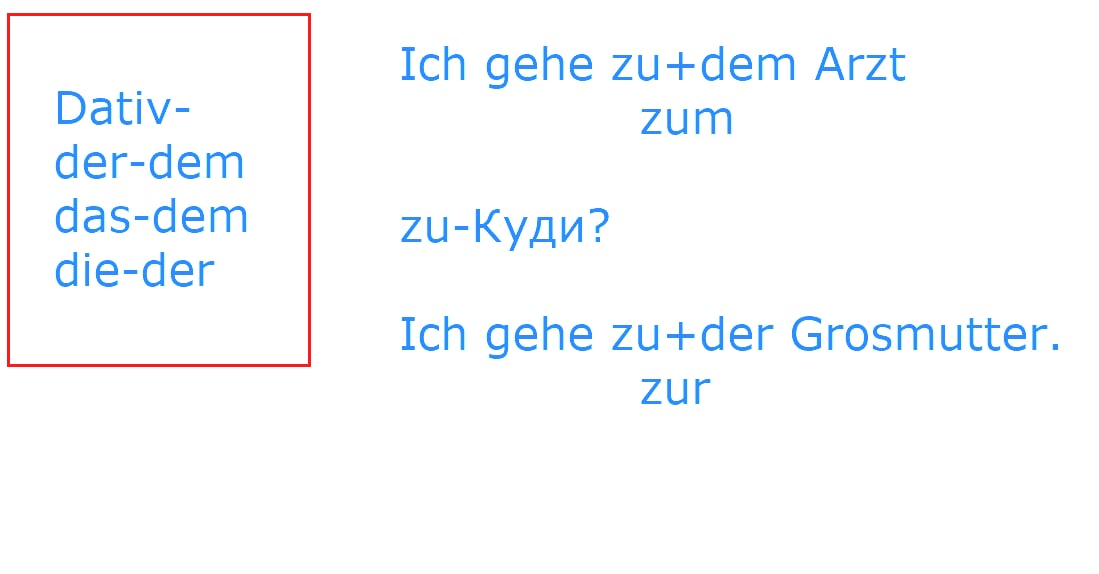 Dativ-
der-dem
das-dem
die-der
Ich gehe zu+dem Arzt
zum
zu-Куди?
Ich gehe zu+der Grosmutter.
zur